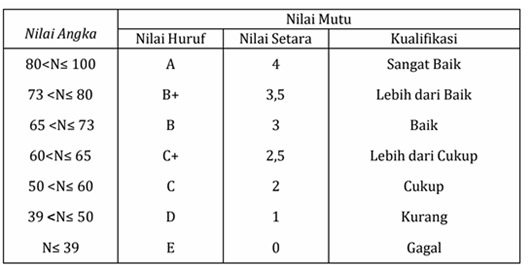 Nilai Angka Nilai Mutu
Nilai Huruf Nilai Setara Kualifikasi
80<N≤ 100 A 4 Sangat Baik
73 <N≤ 80 B+ 3,5 Lebih dari Baik
65 <N≤ 73 B 3 Baik
60<N≤ 65 C+ 2,5 Lebih dari Cukup
50 <N≤ 60 C 2 Cukup
39 <N≤ 50 D 1 Kurang
N≤ 39 E 0 Gagal